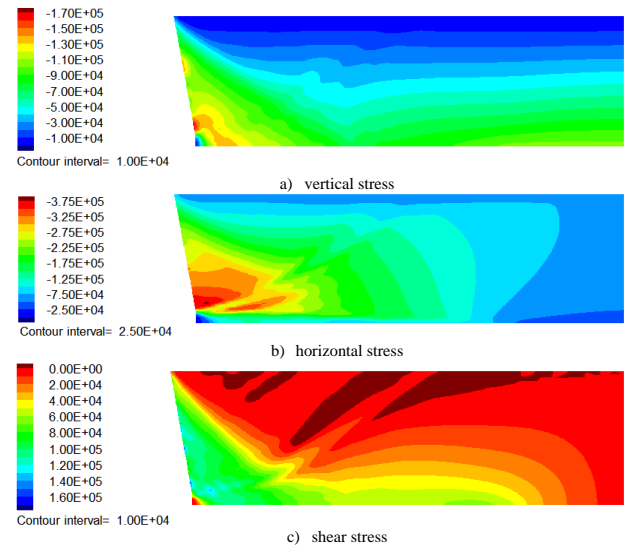 -1.70E+05
-1.50E+05
-1.30E+05
-1.10E+05
-9.00E+04
-7.00E+04
-5.00E+04
-3.00E+04
-1.00E+04
Contour interval= 1.00E+04
a) vertical stress
-3.75E+05
-3.25E+05
-2.75E+05
-2.25E+05
-1.75E+05
-1.25E+05
-7.50E+04
-2.50E+04
Contour interval= 2.50E+04
b) horizontal stress
0.00E+00
2.00E+04
4.00E+04
6.00E+04
8.00E+04
1.00E+05
1.20E+05
1.40E+05
1.60E+05
Contour interval= 1.00E+04
c) shear stress